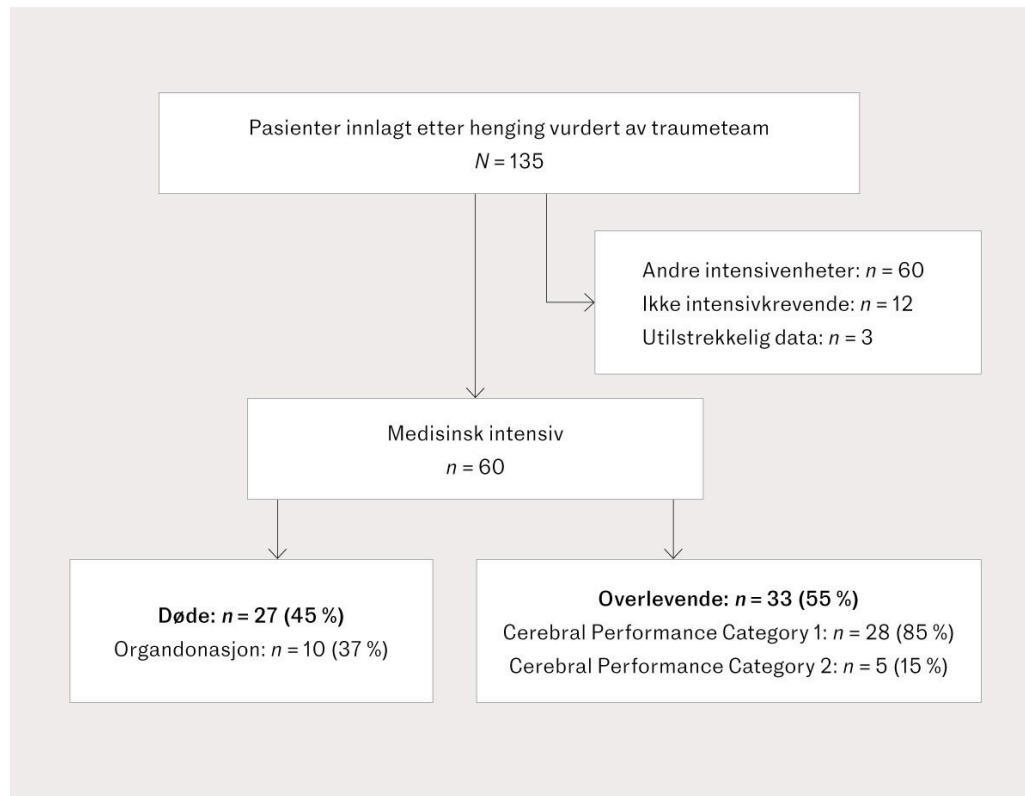 Pasienter innlagt etter henging vurdert av traumeteam
N = 135
Andre intensivenheter: n = 60
Ikke intensivkrevende: n = 12
Utilstrekkelig data: n = 3
Medisinsk intensiv
n = 60
Døde: n = 27 (45 %)
Organdonasjon: n = 10 (37 %)
Overlevende: n = 33 (55 %)
Cerebral Performance Category 1: n = 28 (85 %)
Cerebral Performance Category 2: n = 5 (15 %)